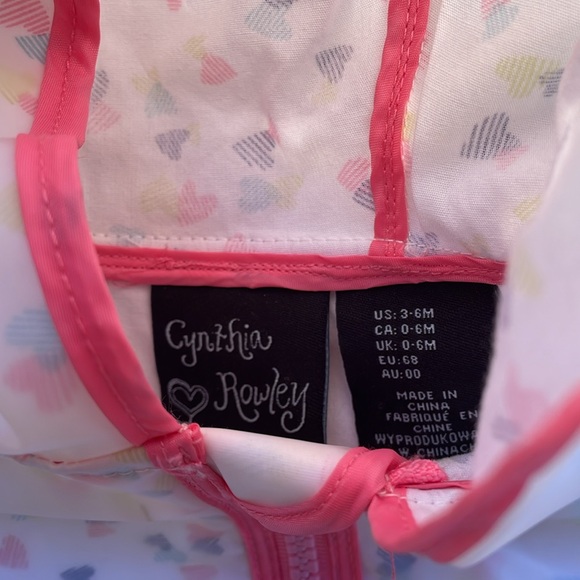 Cynthia
Rowley
US: 3-6M
CA: 0-6M
UK: 0-6M
EU: 68
AU: 00
MADE IN
CHINA
FABRIQUÉ EN
CHINE
WYPRODUKOWA
W CHINACH